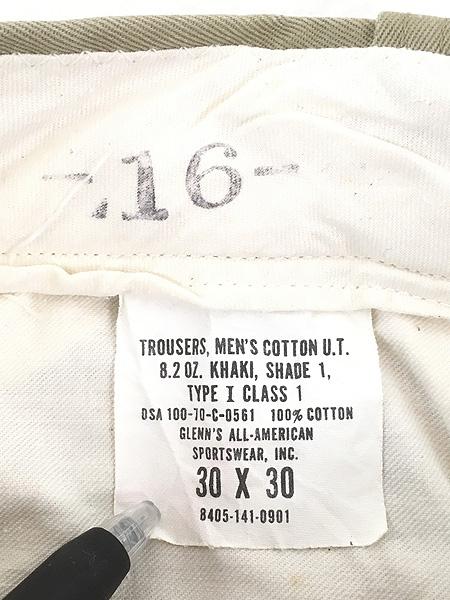 -.16-
TROUSERS, MEN'S COTTON U.T.
8.2 OZ. KHAKI, SHADE 1,
TYPE I CLASS 1
DSA 100-70-C-0561 100% COTTON
GLENN'S ALL-AMERICAN
SPORTSWEAR, INC.
30 X 30
8405-141-0901